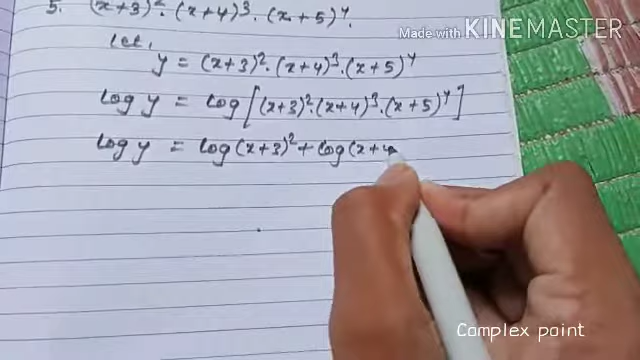 5. (x+3)². (x+4)³. (x+5)⁴.
Made with KINEMASTER
let,
y = (x+3)². (x+4)³. (x+5)⁴
log y = log [(x+3)². (x+4)³. (x+5)⁴]
log y = log (x+3)² + log (x+4
Complex point